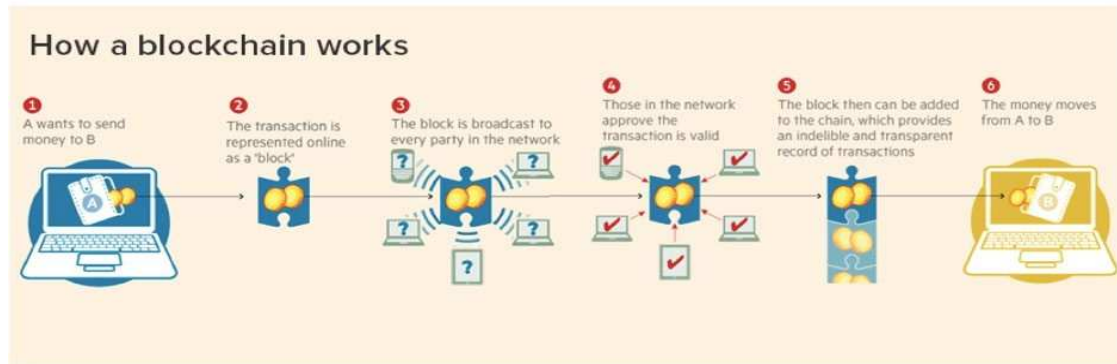 How a blockchain works
1
A wants to send
money to B
2
The transaction is
represented online
as a "block"
3
The block is broadcast to
every party in the network
4
Those in the network
approve the
transaction is valid
5
The block then can be added
to the chain, which provides
an indelible and transparent
record of transactions
6
The money moves
from A to B
A
?
?
?
?
?
B